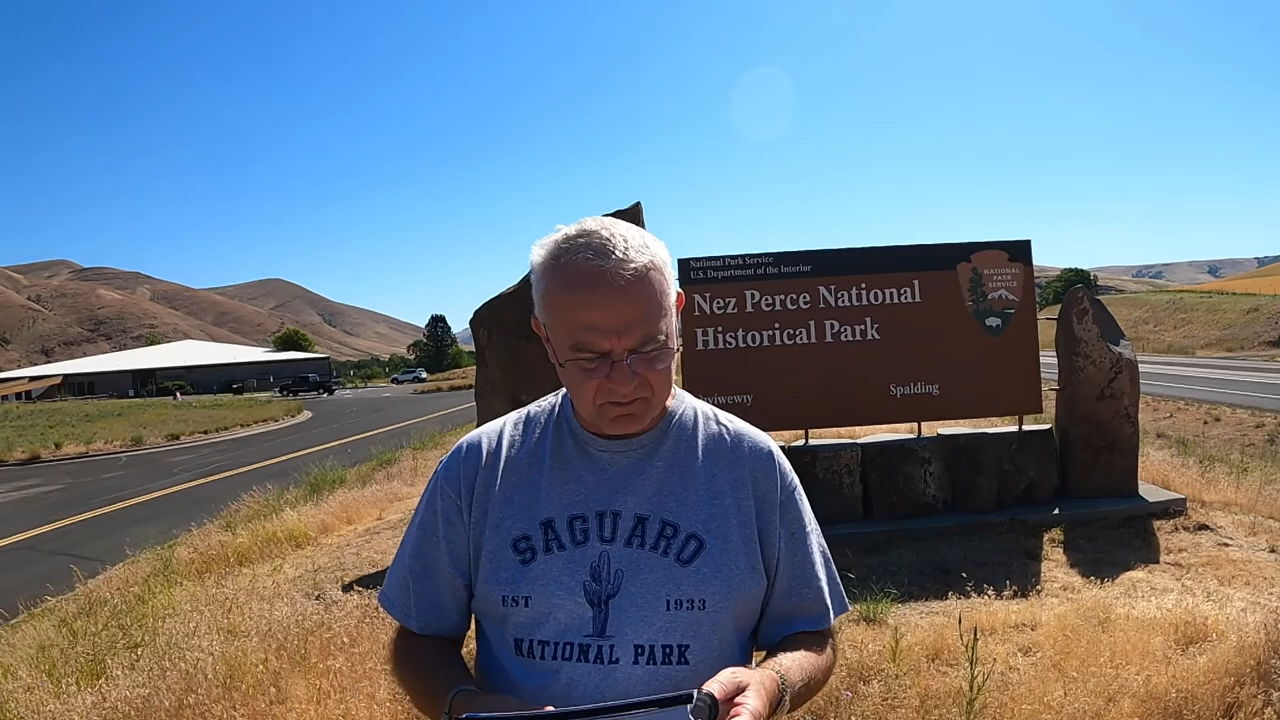 National Park Service
U.S. Department of the Interior
Nez Perce National
Historical Park
Spalding
NATIONAL
PARK
SERVICE
SAGUARO
EST 1933
NATIONAL PARK